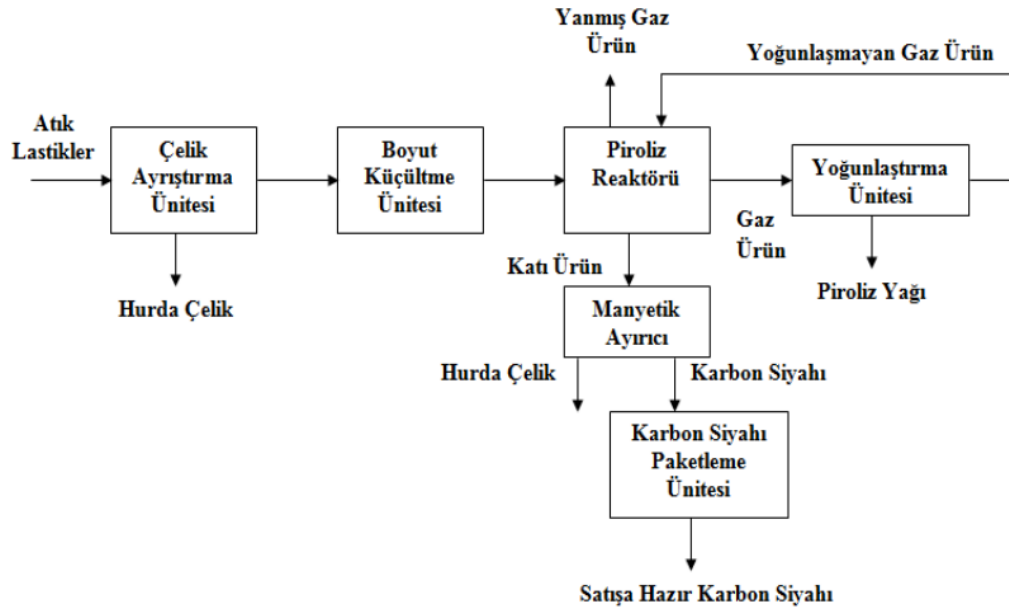 Yanmış Gaz
Ürün
Yoğunlaşmayan Gaz Ürün
Atık
Lastikler
Çelik
Ayrıştırma
Ünitesi
Boyut
Küçültme
Ünitesi
Piroliz
Reaktörü
Yoğunlaştırma
Ünitesi
Gaz
Ürün
Katı Ürün
Hurda Çelik
Piroliz Yağı
Manyetik
Ayırıcı
Hurda Çelik
Karbon Siyahı
Karbon Siyahı
Paketleme
Ünitesi
Satışa Hazır Karbon Siyahı